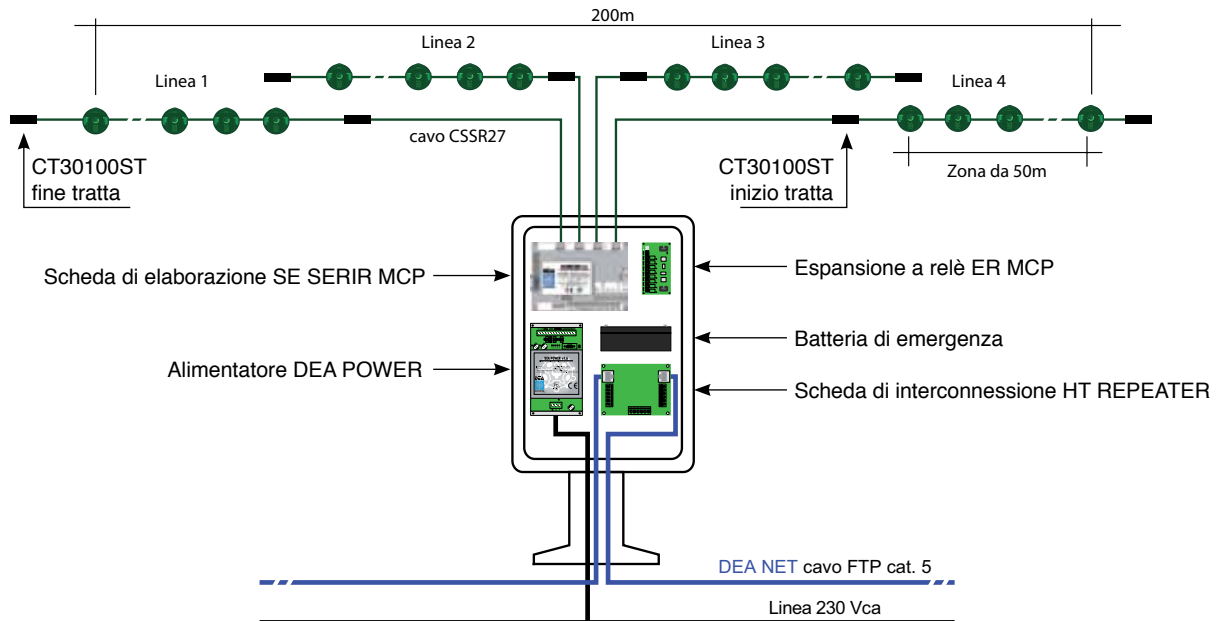 200m
Linea 2
Linea 3
Linea 1
Linea 4
cavo CSSR27
CT30100ST
fine tratta
CT30100ST
inizio tratta
Zona da 50m
Scheda di elaborazione SE SERIR MCP
Espansione a relè ER MCP
Batteria di emergenza
Alimentatore DEA POWER
Scheda di interconnessione HT REPEATER
DEA NET cavo FTP cat. 5
Linea 230 Vca